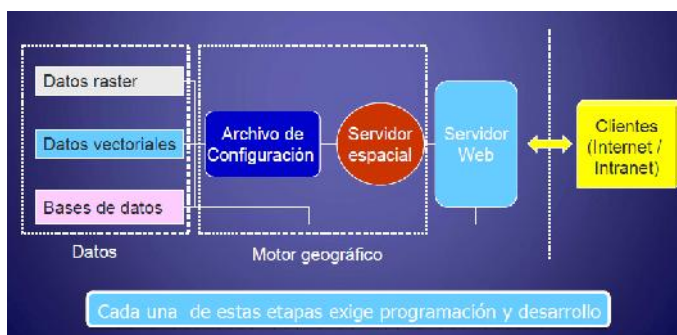 Datos raster
Datos vectoriales
Bases de datos
Datos
Archivo de
Configuración
Servidor
espacial
Motor geográfico
Servidor
Web
Clientes
(Internet /
Intranet)
Cada una de estas etapas exige programación y desarrollo